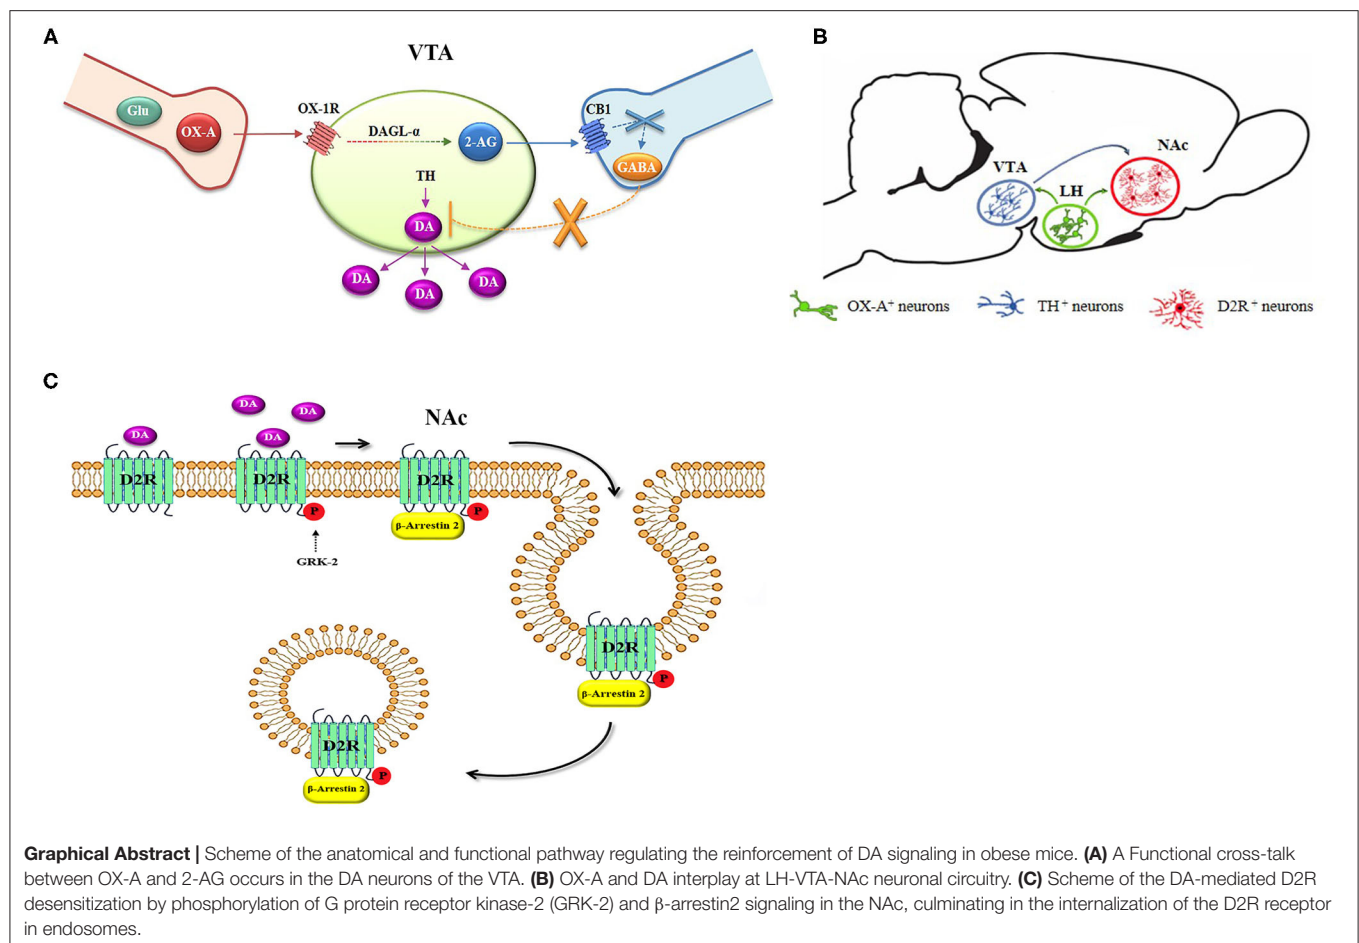 A
VTA
Glu
OX-A
OX-1R
DAGL-α
2-AG
CB1
GABA
TH
DA
DA
DA
DA
B
VTA
LH
NAc
OX-A+ neurons
TH+ neurons
D2R+ neurons
C
NAc
DA
DA
DA
DA
D2R
D2R
D2R
P
P
β-Arrestin 2
GRK-2
D2R
P
β-Arrestin 2
D2R
P
β-Arrestin 2
Graphical Abstract | Scheme of the anatomical and functional pathway regulating the reinforcement of DA signaling in obese mice. (A) A Functional cross-talk
between OX-A and 2-AG occurs in the DA neurons of the VTA. (B) OX-A and DA interplay at LH-VTA-NAc neuronal circuitry. (C) Scheme of the DA-mediated D2R
desensitization by phosphorylation of G protein receptor kinase-2 (GRK-2) and β-arrestin2 signaling in the NAc, culminating in the internalization of the D2R receptor
in endosomes.